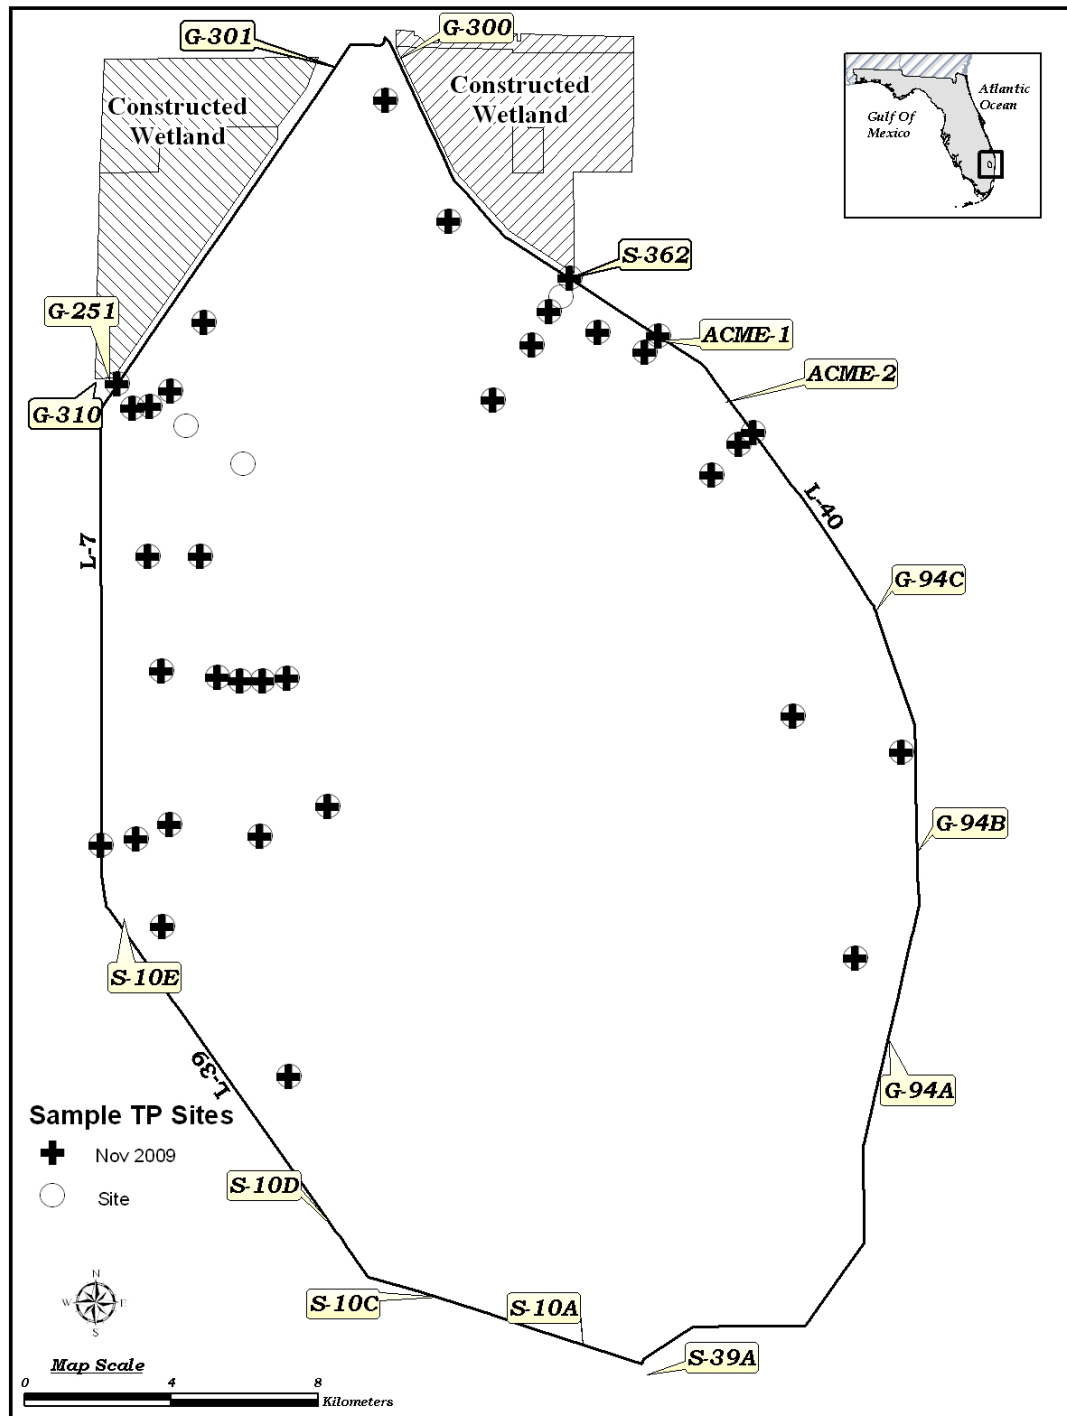 G-301
G-300
Constructed
Wetland
Constructed
Wetland
Gulf Of
Mexico
Atlantic
Ocean
S-362
G-251
ACME-1
ACME-2
G-310
L-40
L-7
G-94C
G-94B
S-10E
L-39
G-94A
Sample TP Sites
Nov 2009
Site
S-10D
N
W E
S
S-10C
S-10A
S-39A
Map Scale
0 4 8
Kilometers